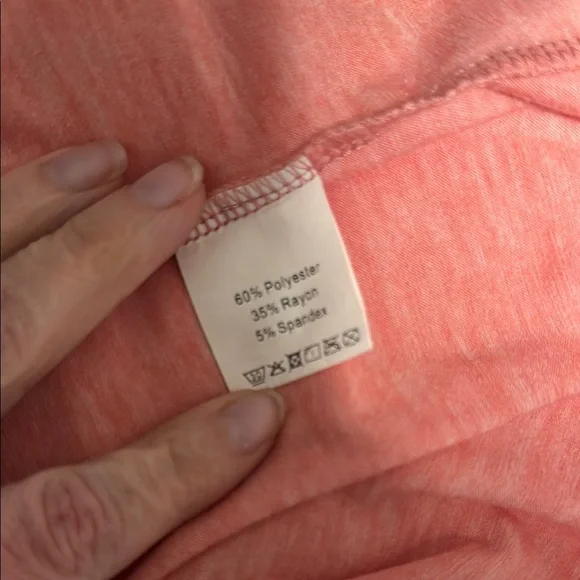 60% Polyester
35% Rayon
5% Spandex